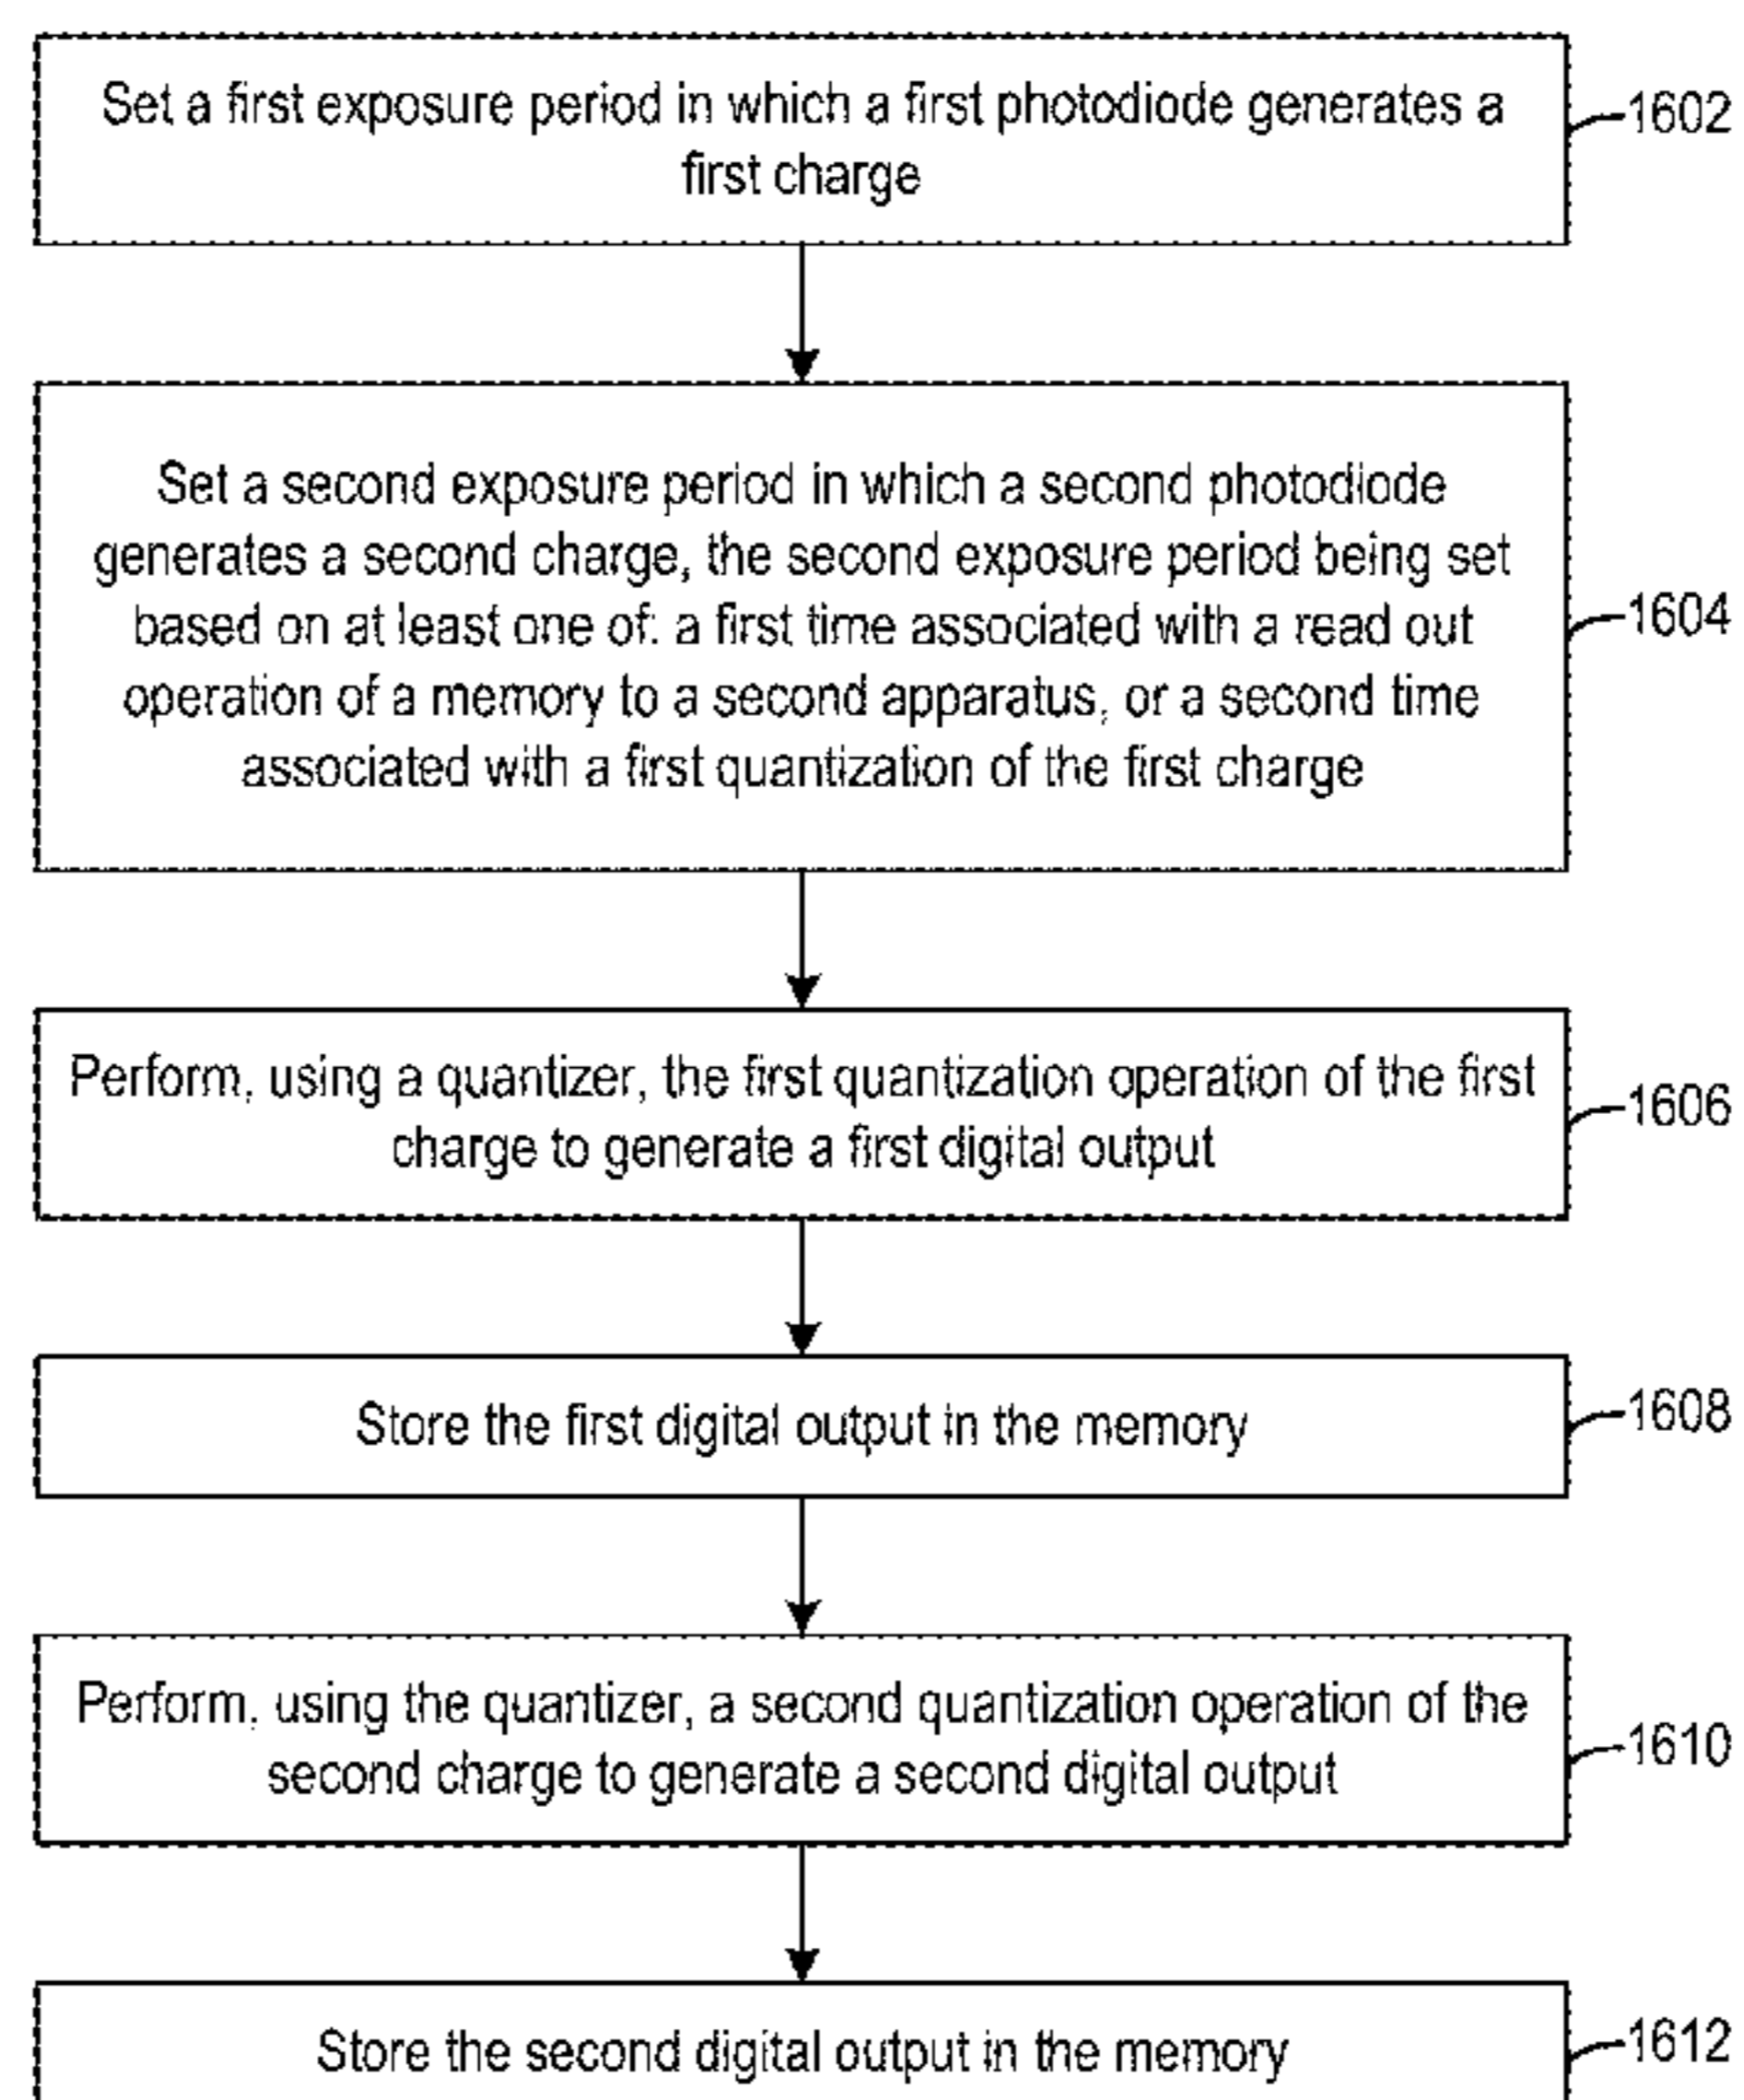 Set a first exposure period in which a first photodiode generates a
first charge
1602
Set a second exposure period in which a second photodiode
generates a second charge, the second exposure period being set
based on at least one of: a first time associated with a read out
operation of a memory to a second apparatus, or a second time
associated with a first quantization of the first charge
1604
Perform, using a quantizer, the first quantization operation of the first
charge to generate a first digital output
1606
Store the first digital output in the memory
1608
Perform, using the quantizer, a second quantization operation of the
second charge to generate a second digital output
1610
Store the second digital output in the memory
1612